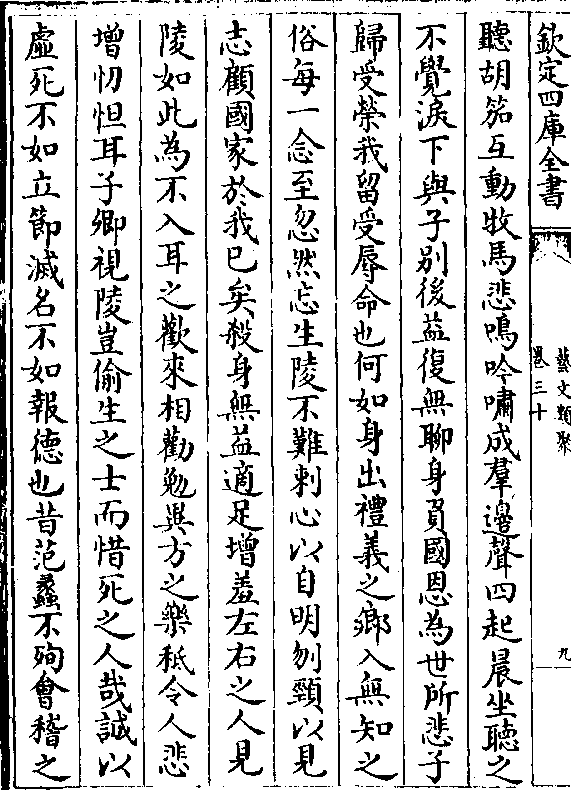 欽定四庫全書
藝文類聚
卷三十
九
聽胡笳互動牧馬悲鳴吟嘯成羣邊聲四起晨坐聽之
不覺淚下與子別後益復無聊身負國恩為世所悲子
歸受榮我留受辱命也何如身出禮義之鄉入無知之
俗每一念至忽然忘生陵不難刺心以自明刎頸以見
志顧國家於我已矣殺身無益適足增羞左右之人見
陵如此為不入耳之歡來相勸勉異方之樂秪令人悲
增忉怛耳子卿視陵豈偷生之士而惜死之人哉誠以
虛死不如立節滅名不如報德也昔范蠡不殉會稽之